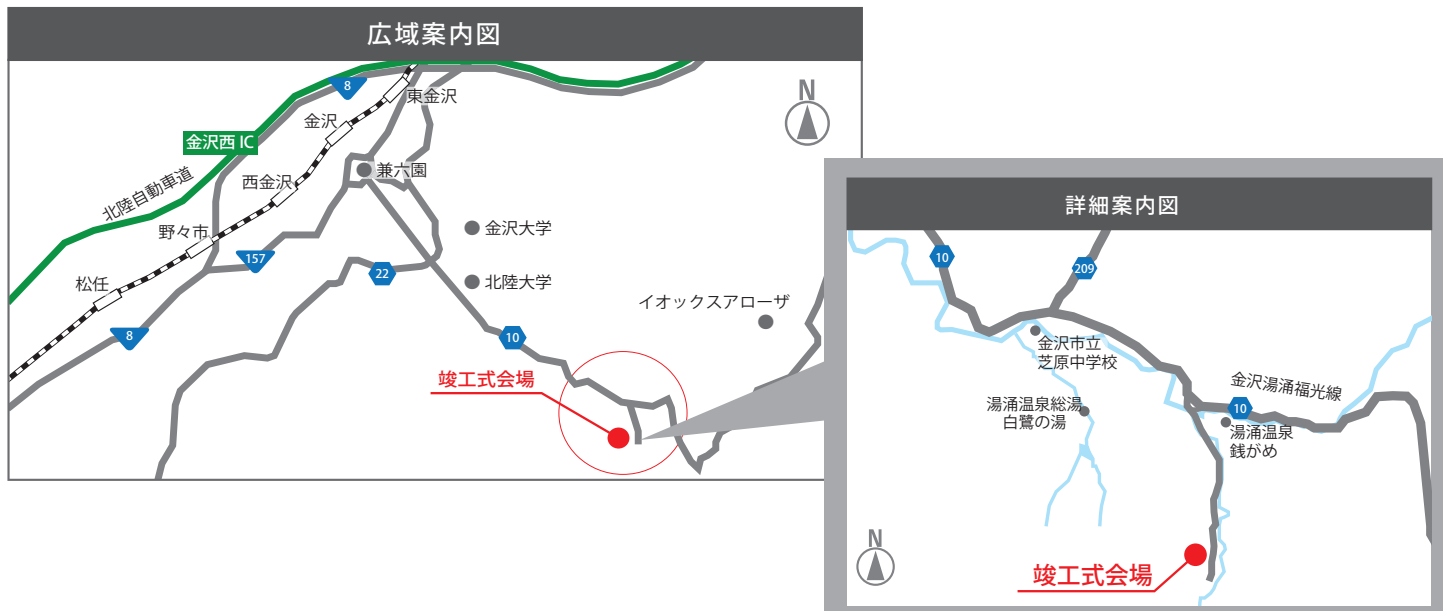 広域案内図
8
N
東金沢
金沢
金沢西 IC
兼六園
西金沢
北陸自動車道
金沢大学
野々市
157
22
北陸大学
松任
イオックスアローザ
8
10
竣工式会場
詳細案内図
10
209
金沢市立
芝原中学校
金沢湯涌福光線
湯涌温泉総湯
白鷺の湯
10
湯涌温泉
銭がめ
N
竣工式会場